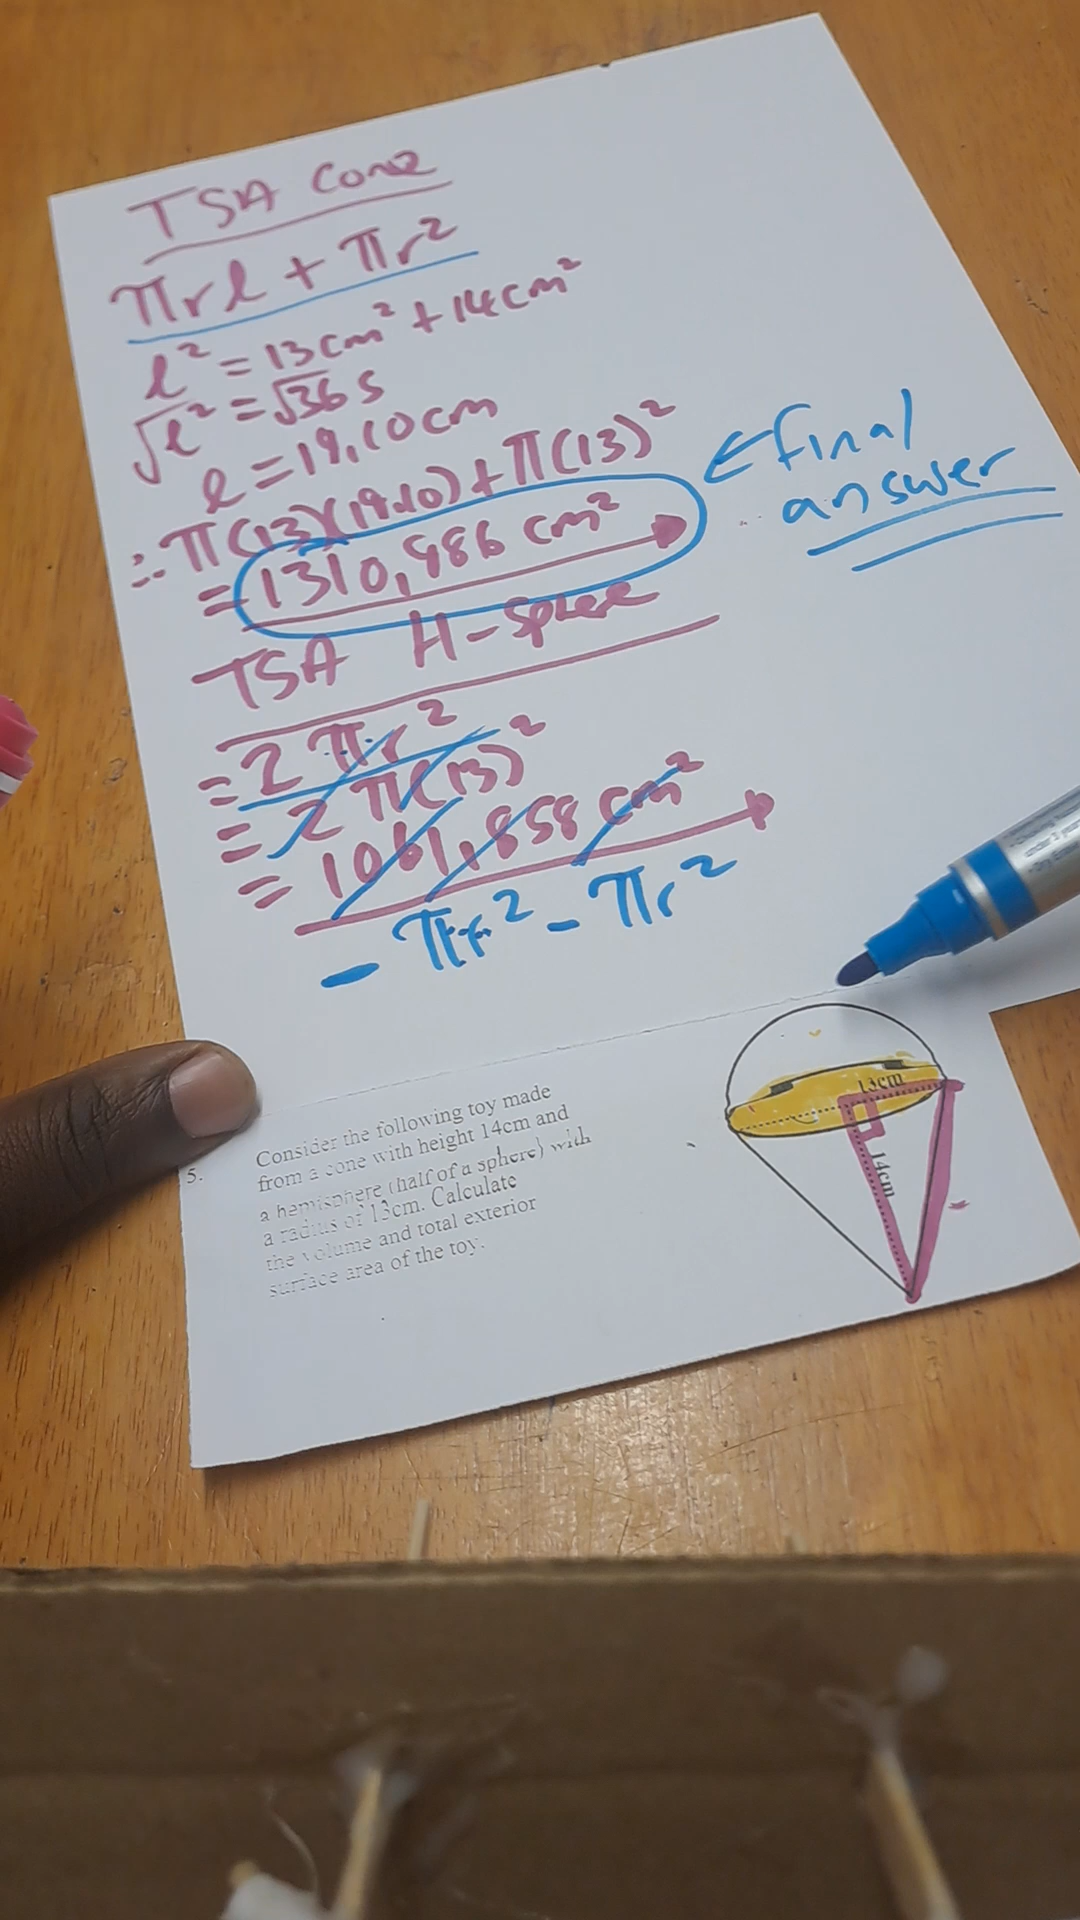 TSA Cone
πrl + πr²
l² = 13cm² + 14cm²
√l² = √365
l = 19,10cm
∴ π(13)(19.10) + π(13)²
= 1310,986 cm²
← final
answer
TSA H-sphere
= 2πr²
= 2π(13)²
= 1061,858 cm²
- πr² - πr²
5. Consider the following toy made
from a cone with height 14cm and
a hemisphere (half of a sphere) with
a radius of 13cm. Calculate
the volume and total exterior
surface area of the toy.
13cm
14cm